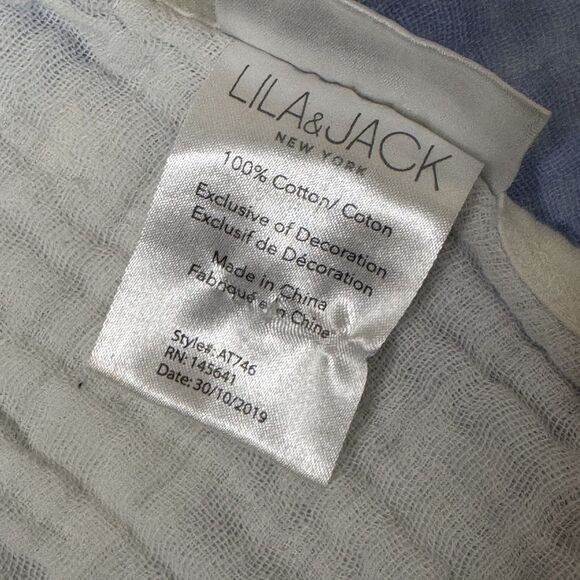 LILA&JACK
NEW YORK
100% Cotton/ Coton
Exclusive of Decoration
Exclusif de Décoration
Made in China
Fabriqué en Chine
Style#: AT746
RN: 145641
Date: 30/10/2019